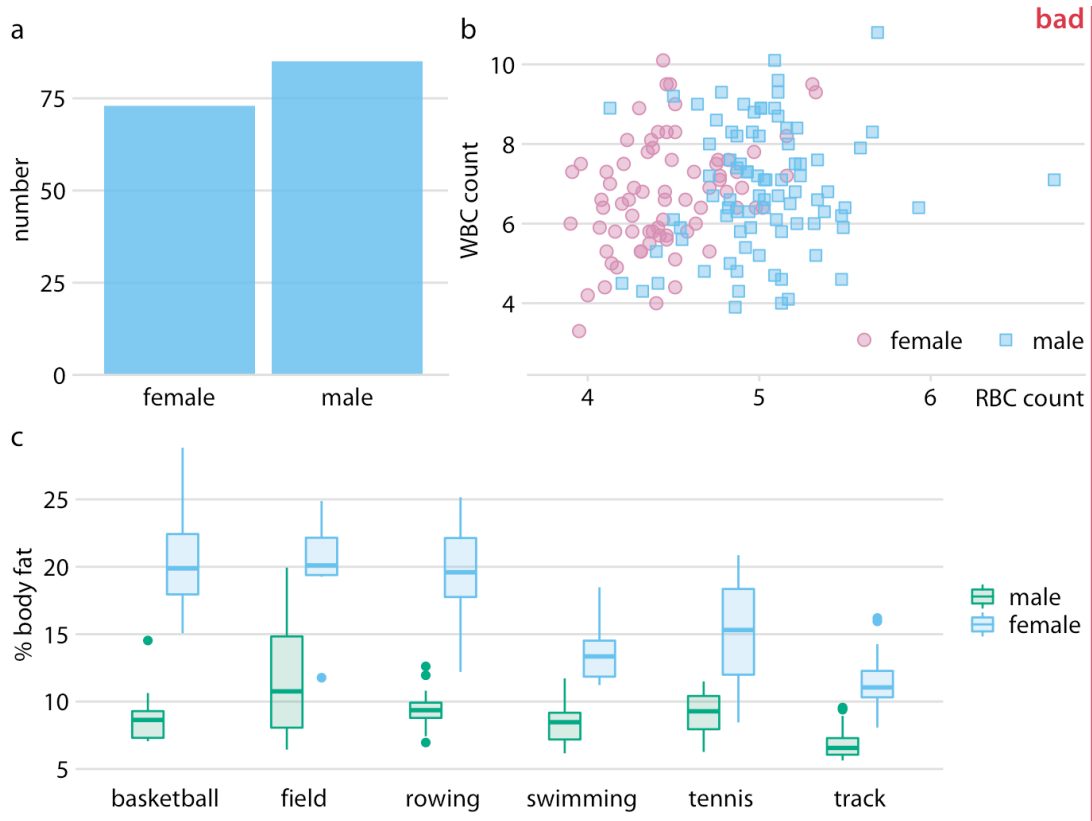 a
b
bad
number
75
50
25
0
female male
WBC count
10
8
6
4
female male
4 5 6 RBC count
c
% body fat
25
20
15
10
5
male
female
basketball field rowing swimming tennis track